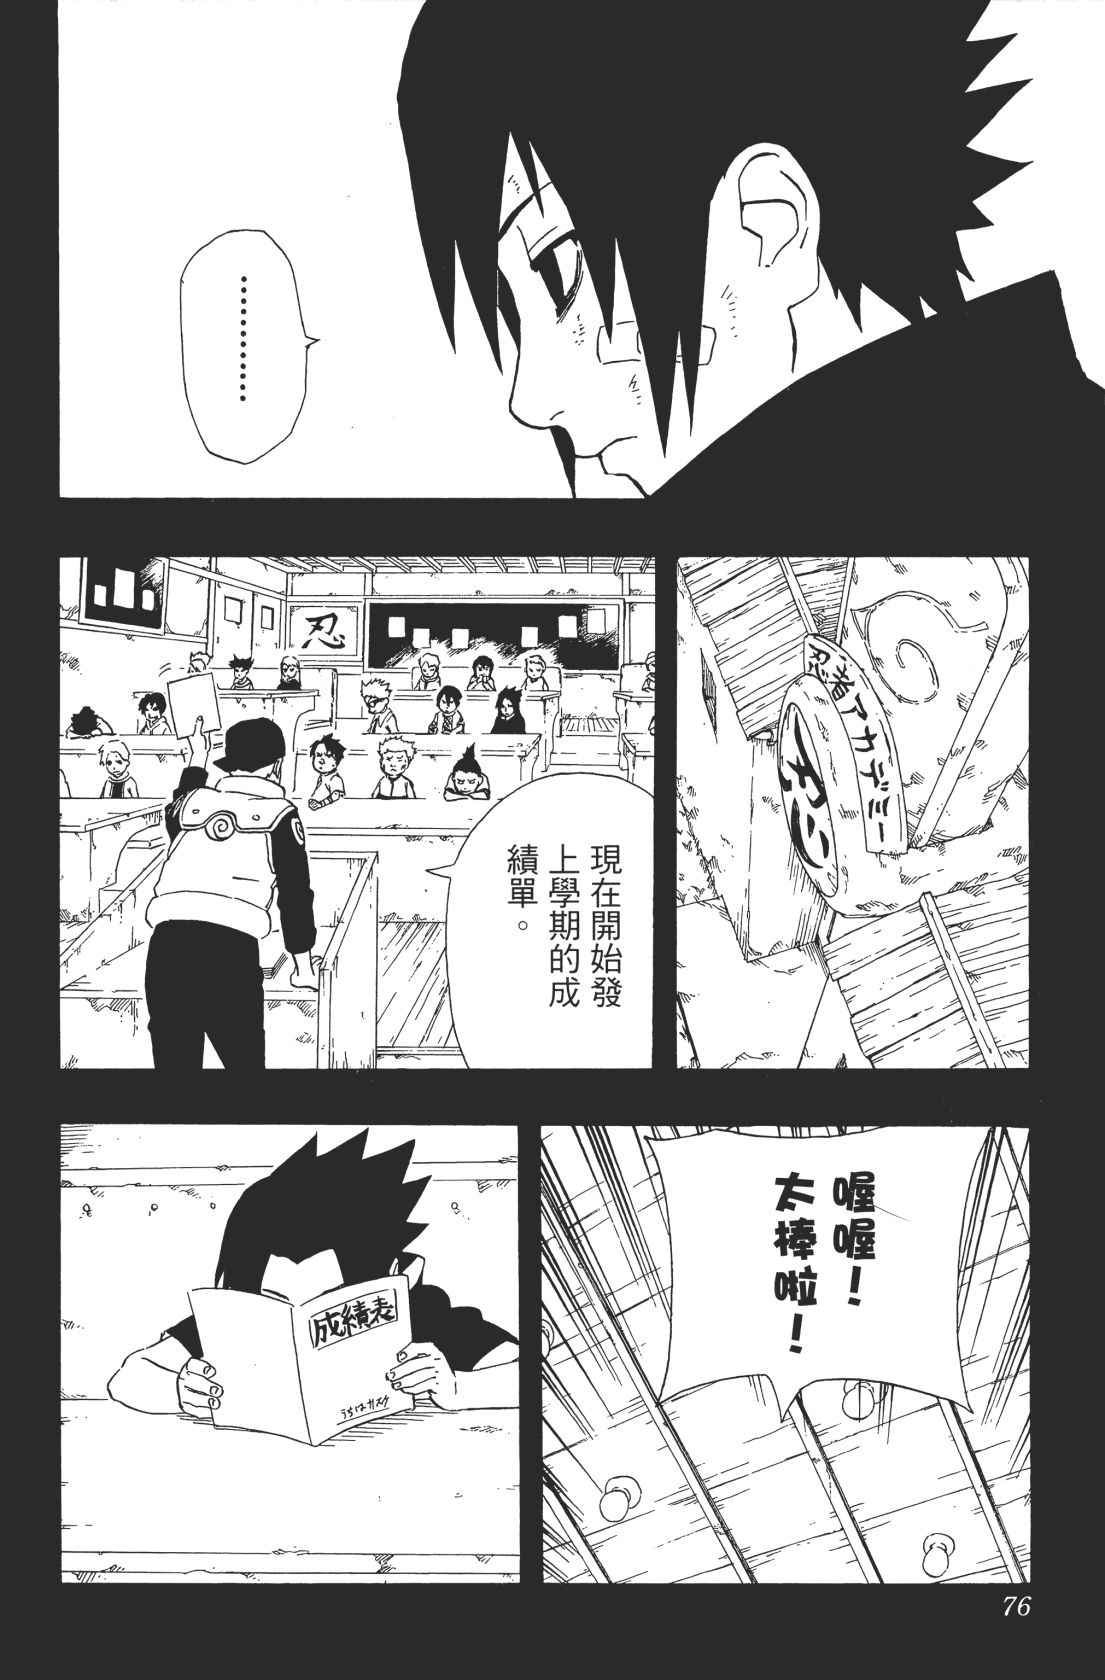 …………
忍者アカデミー
忍
忍
現在開始發
上學期的成
績單。
喔喔！
太棒啦！
成績表
うちはサスケ
76